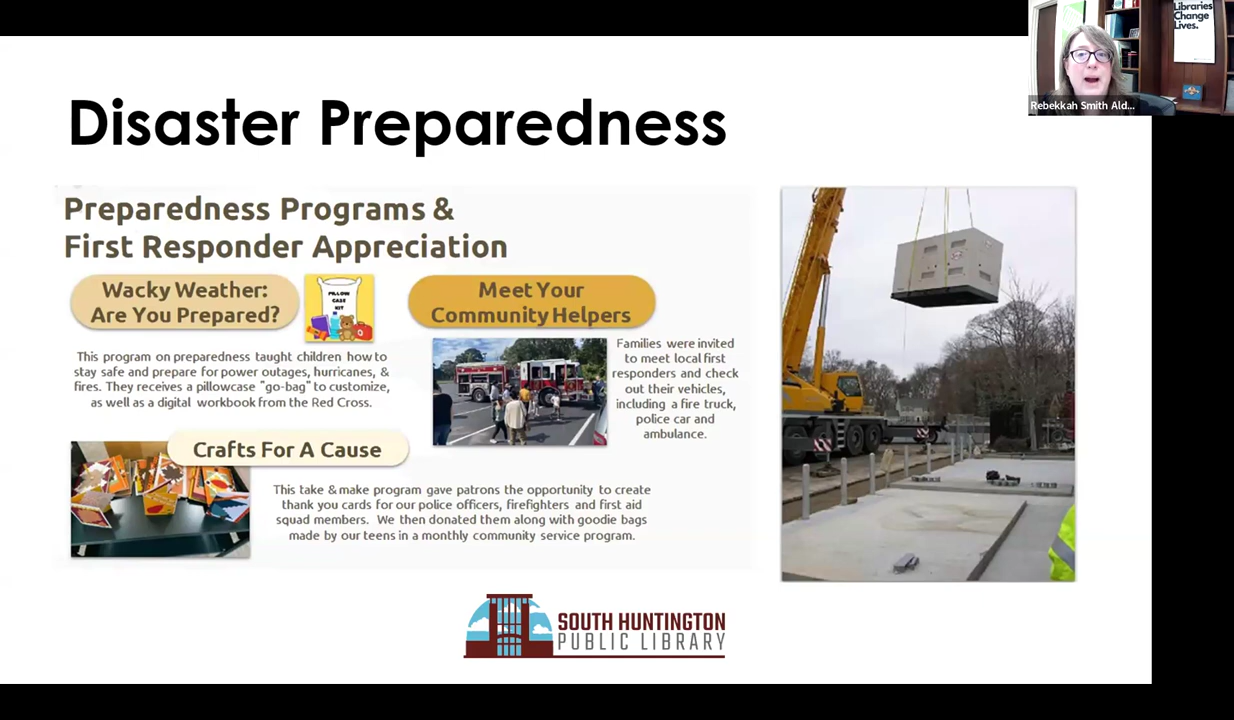 Libraries
Change
Lives.
Rebekkah Smith Ald...
Disaster Preparedness
Preparedness Programs &
First Responder Appreciation
Wacky Weather:
Are You Prepared?
PILLOW
CASE
KIT
This program on preparedness taught children how to
stay safe and prepare for power outages, hurricanes, &
fires. They receives a pillowcase "go-bag" to customize,
as well as a digital workbook from the Red Cross.
Meet Your
Community Helpers
Families were invited
to meet local first
responders and check
out their vehicles,
including a fire truck,
police car and
ambulance.
Crafts For A Cause
This take & make program gave patrons the opportunity to create
thank you cards for our police officers, firefighters and first aid
squad members. We then donated them along with goodie bags
made by our teens in a monthly community service program.
SOUTH HUNTINGTON
PUBLIC LIBRARY